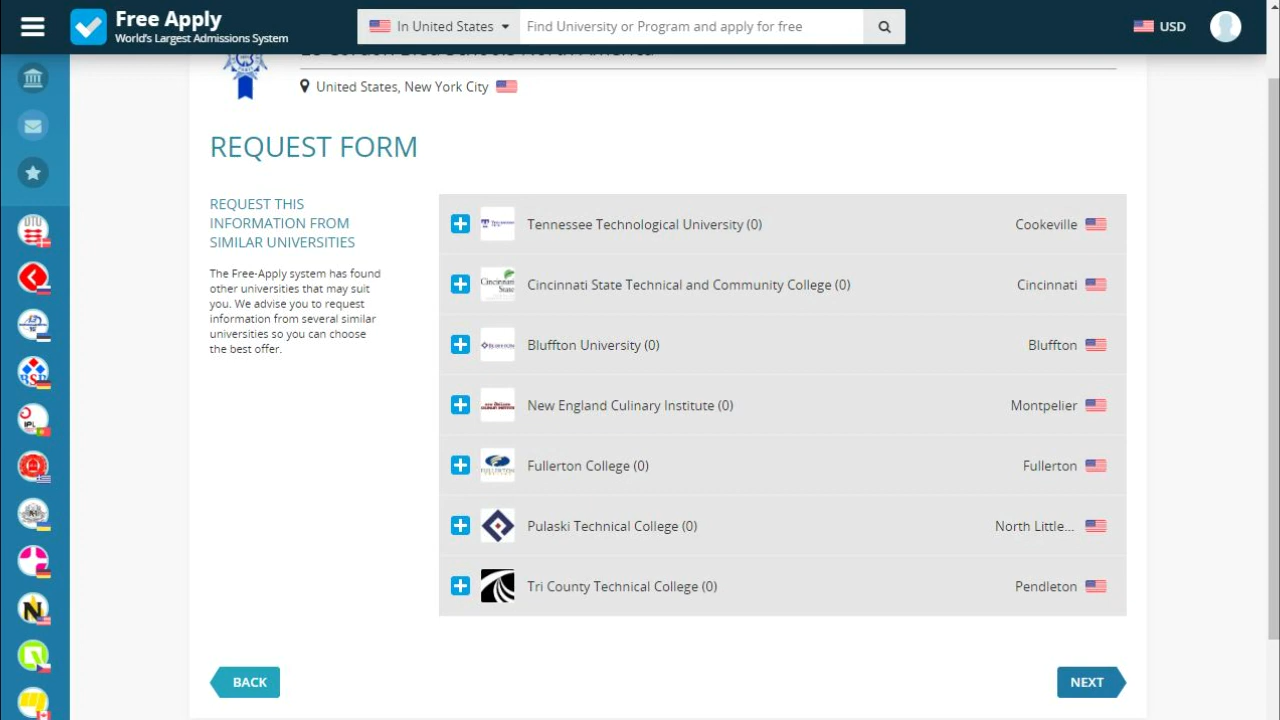 Free Apply
World's Largest Admissions System
In United States
Find University or Program and apply for free
USD
United States, New York City
REQUEST FORM
REQUEST THIS
INFORMATION FROM
SIMILAR UNIVERSITIES
The Free-Apply system has found
other universities that may suit
you. We advise you to request
information from several similar
universities so you can choose
the best offer.
Tennessee Technological University (0) Cookeville
Cincinnati State Technical and Community College (0) Cincinnati
Bluffton University (0) Bluffton
New England Culinary Institute (0) Montpelier
Fullerton College (0) Fullerton
Pulaski Technical College (0) North Little...
Tri County Technical College (0) Pendleton
BACK
NEXT